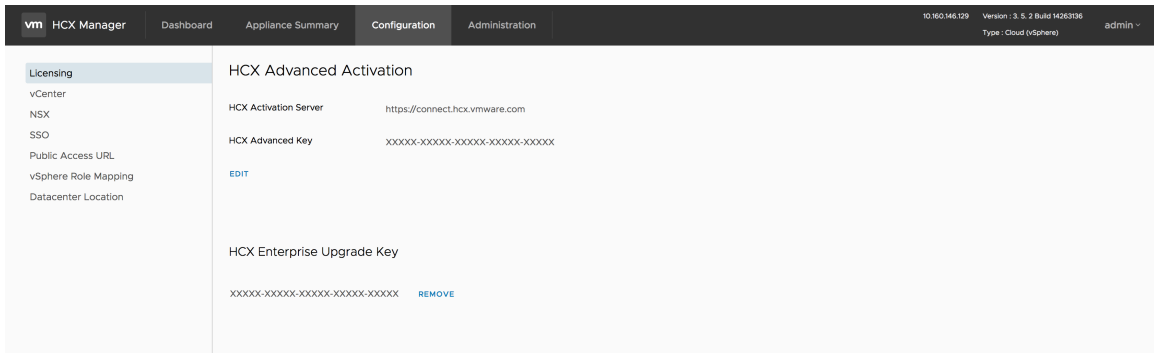 vm HCX Manager Dashboard Appliance Summary Configuration Administration 10.160.146.129 Version : 3. 5. 2 Build 14263136
Type : Cloud (vSphere) admin
Licensing
vCenter
NSX
SSO
Public Access URL
vSphere Role Mapping
Datacenter Location
HCX Advanced Activation
HCX Activation Server https://connect.hcx.vmware.com
HCX Advanced Key XXXXX-XXXXX-XXXXX-XXXXX-XXXXX
EDIT
HCX Enterprise Upgrade Key
XXXXX-XXXXX-XXXXX-XXXXX-XXXXX REMOVE